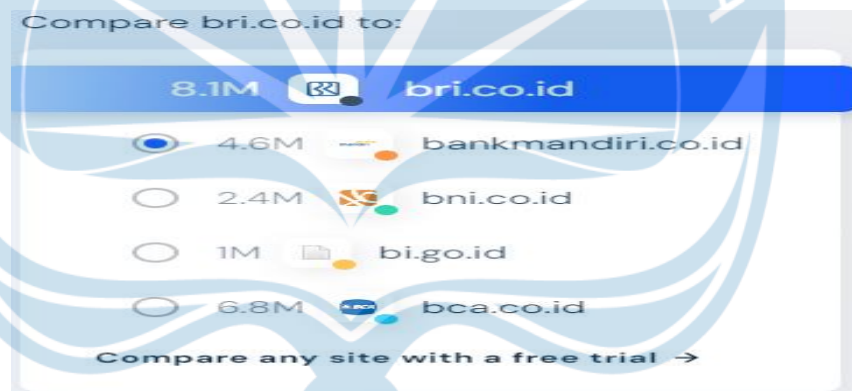 Compare bri.co.id to:
8.1M bri.co.id
4.6M bankmandiri.co.id
2.4M bni.co.id
1M bi.go.id
6.8M BCA bca.co.id
Compare any site with a free trial →